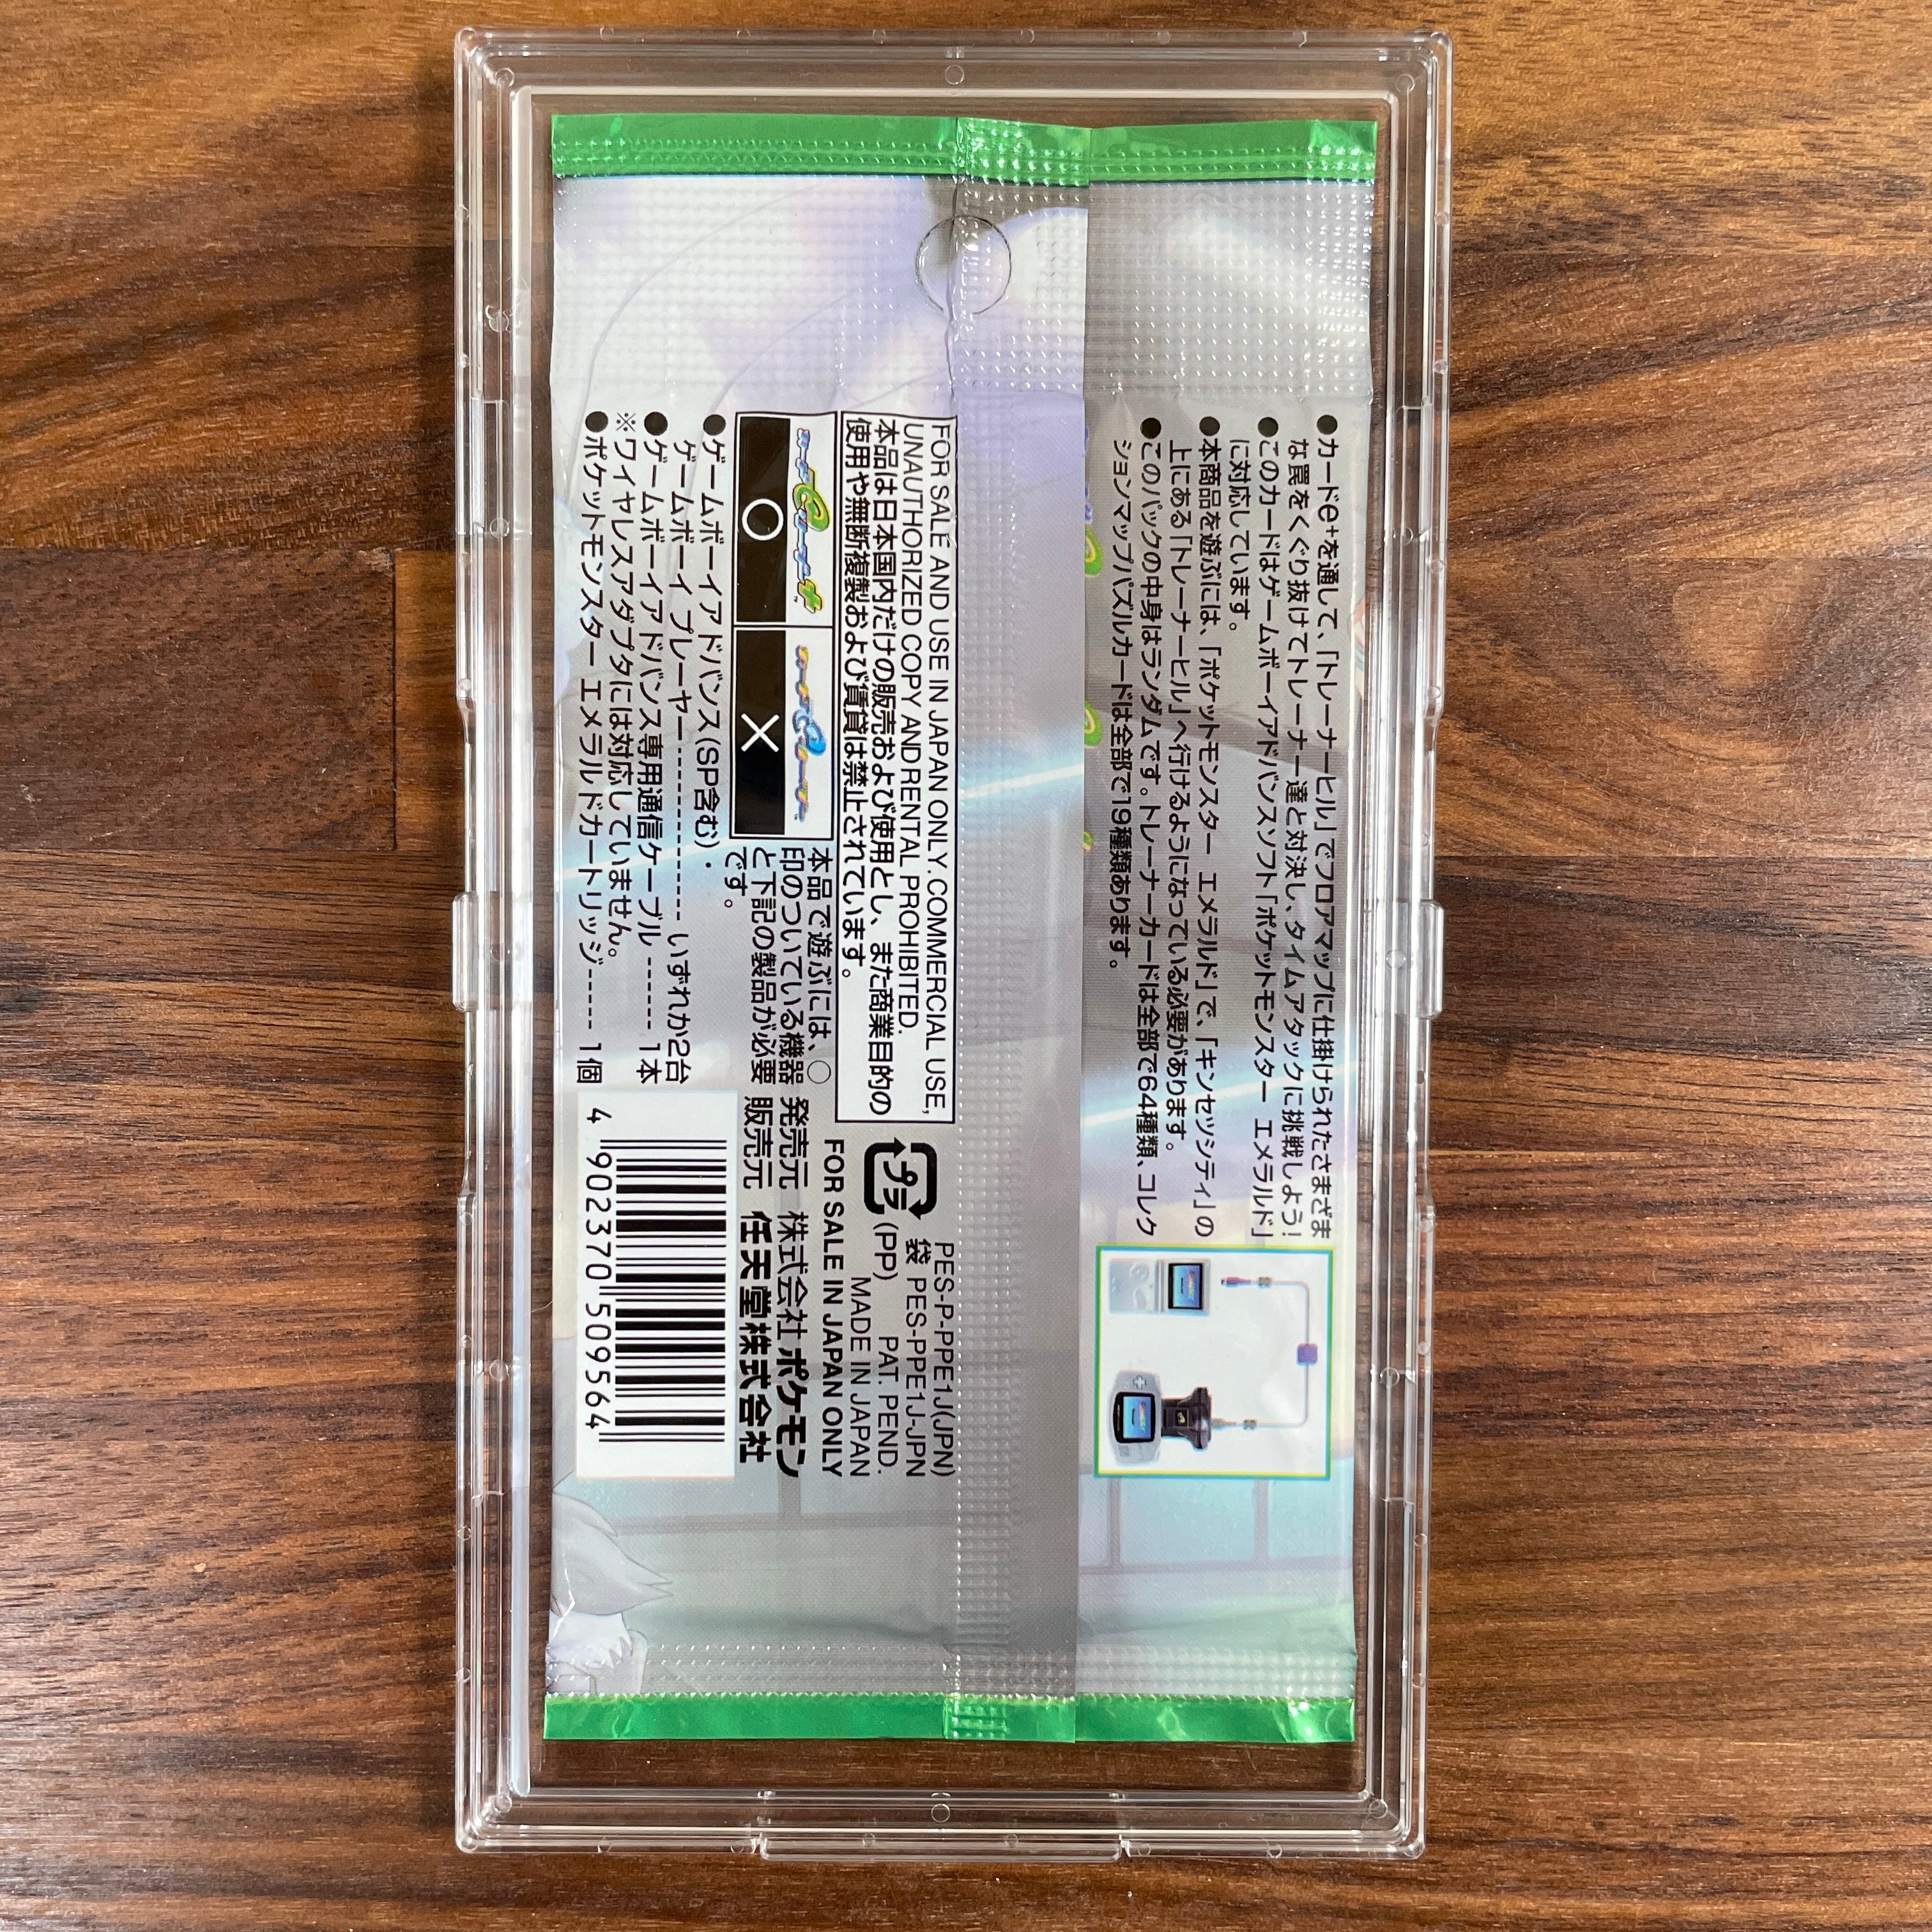 ●カードe+を通して、「トレーナーヒル」でフロアマップに仕掛けられたさまざま
な罠をくぐり抜けてトレーナー達と対決し、タイムアタックに挑戦しよう!
●このカードはゲームボーイアドバンスソフト「ポケットモンスター エメラルド」
に対応しています。
●本商品を遊ぶには、「ポケットモンスター エメラルド」で、「キンセツシティ」の
上にある「トレーナーヒル」へ行けるようになっている必要があります。
●このパックの中身はランダムです。トレーナーカードは全部で64種類、コレク
ションマップパズルカードは全部で19種類あります。
FOR SALE AND USE IN JAPAN ONLY. COMMERCIAL USE,
UNAUTHORIZED COPY AND RENTAL PROHIBITED.
本品は日本国内だけの販売および使用とし、また商業目的の
使用や無断複製および賃貸は禁止されています。
カードeリーダー+™
○
カードeリーダー
×
本品で遊ぶには、○
印のついている機器
と下記の製品が必要
です。
●ゲームボーイアドバンス(SP含む)・
ゲームボーイ プレーヤー------------ いずれか2台
●ゲームボーイアドバンス専用通信ケーブル ------ 1本
※ワイヤレスアダプタには対応していません。
●ポケットモンスター エメラルドカートリッジ----- 1個
PES-P-PPE1J(JPN)
袋 PES-PPE1J-JPN
プラ
(PP) PAT. PEND.
MADE IN JAPAN
FOR SALE IN JAPAN ONLY
発売元 株式会社ポケモン
販売元 任天堂株式会社
4 902370 509564